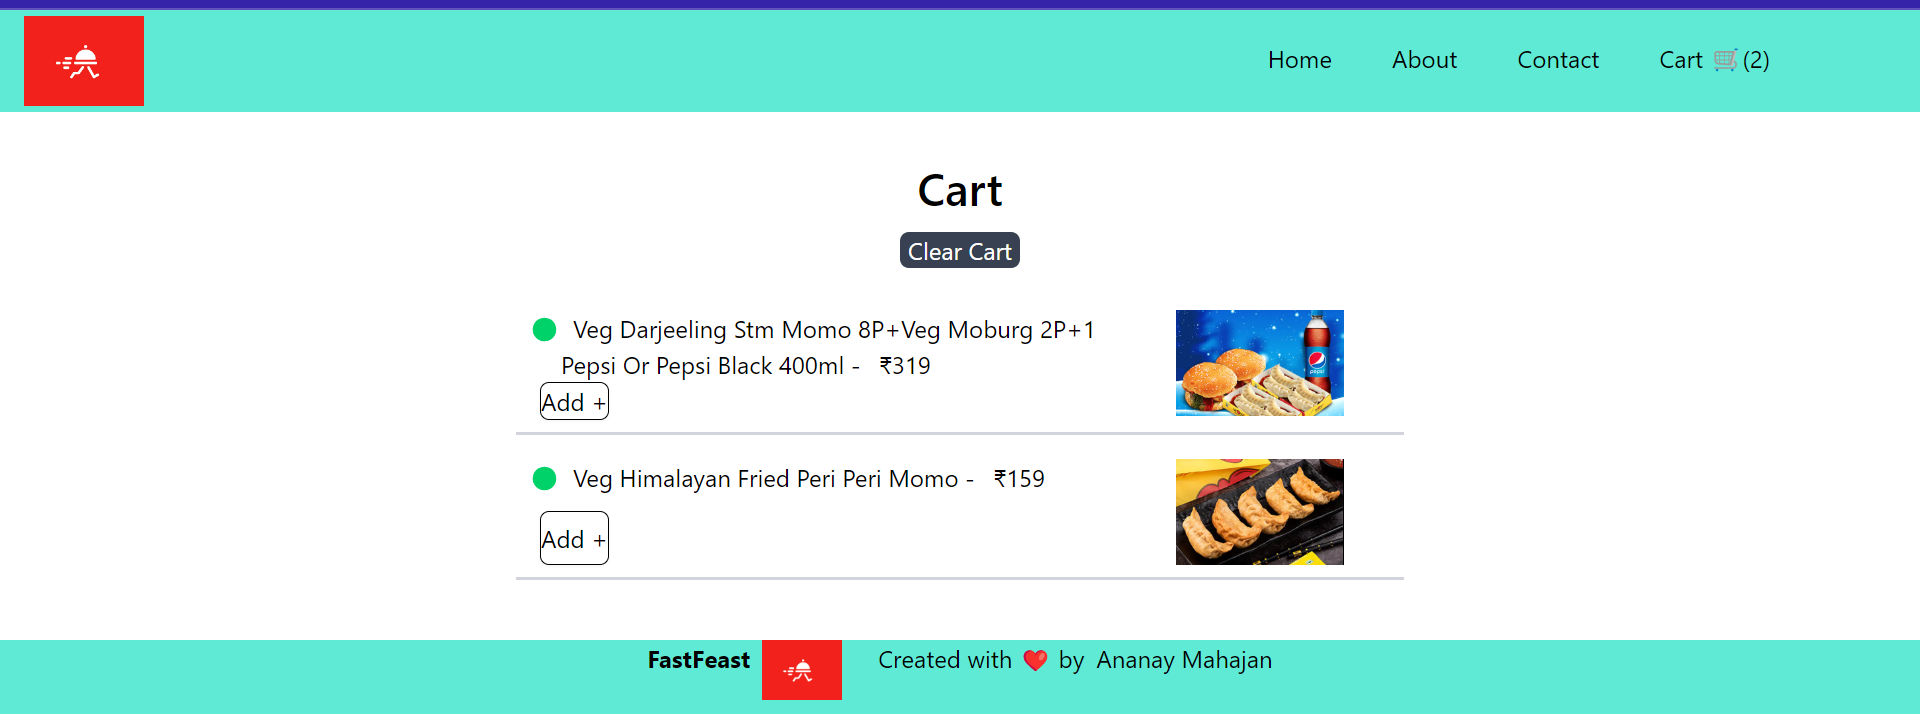 Home About Contact Cart 🛒(2)
Cart
Clear Cart
Veg Darjeeling Stm Momo 8P+Veg Moburg 2P+1
Pepsi Or Pepsi Black 400ml - ₹319
pepsi
Add +
Veg Himalayan Fried Peri Peri Momo - ₹159
Add +
FastFeast Created with ❤️ by Ananay Mahajan